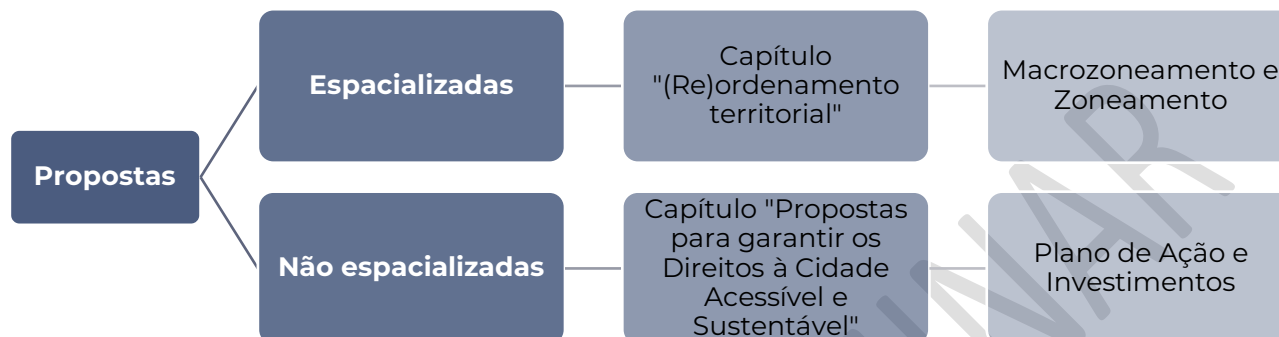 Propostas
Espacializadas
Capítulo
"(Re)ordenamento
territorial"
Macrozoneamento e
Zoneamento
Não espacializadas
Capítulo "Propostas
para garantir os
Direitos à Cidade
Acessível e
Sustentável"
Plano de Ação e
Investimentos
INAR